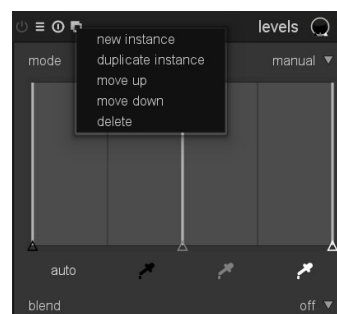 levels
new instance
mode
duplicate instance
manual
move up
move down
delete
auto
blend
off